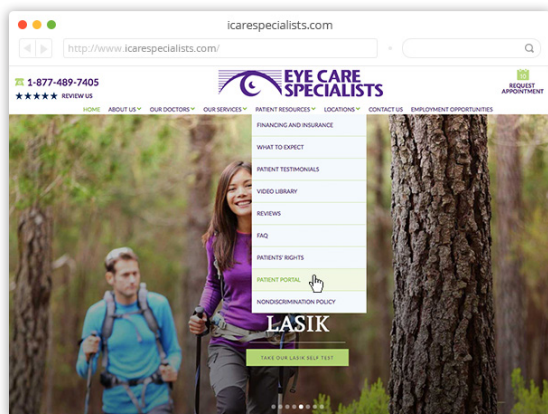 icarespecialists.com
http://www.icarespecialists.com/
1-877-489-7405
REVIEW US
EYE CARE
SPECIALISTS
REQUEST
APPOINTMENT
HOME ABOUT US OUR DOCTORS OUR SERVICES PATIENT RESOURCES LOCATIONS CONTACT US EMPLOYMENT OPPORTUNITIES
FINANCING AND INSURANCE
WHAT TO EXPECT
PATIENT TESTIMONIALS
VIDEO LIBRARY
REVIEWS
FAQ
PATIENTS' RIGHTS
PATIENT PORTAL
NONDISCRIMINATION POLICY
LASIK
TAKE OUR LASIK SELF TEST